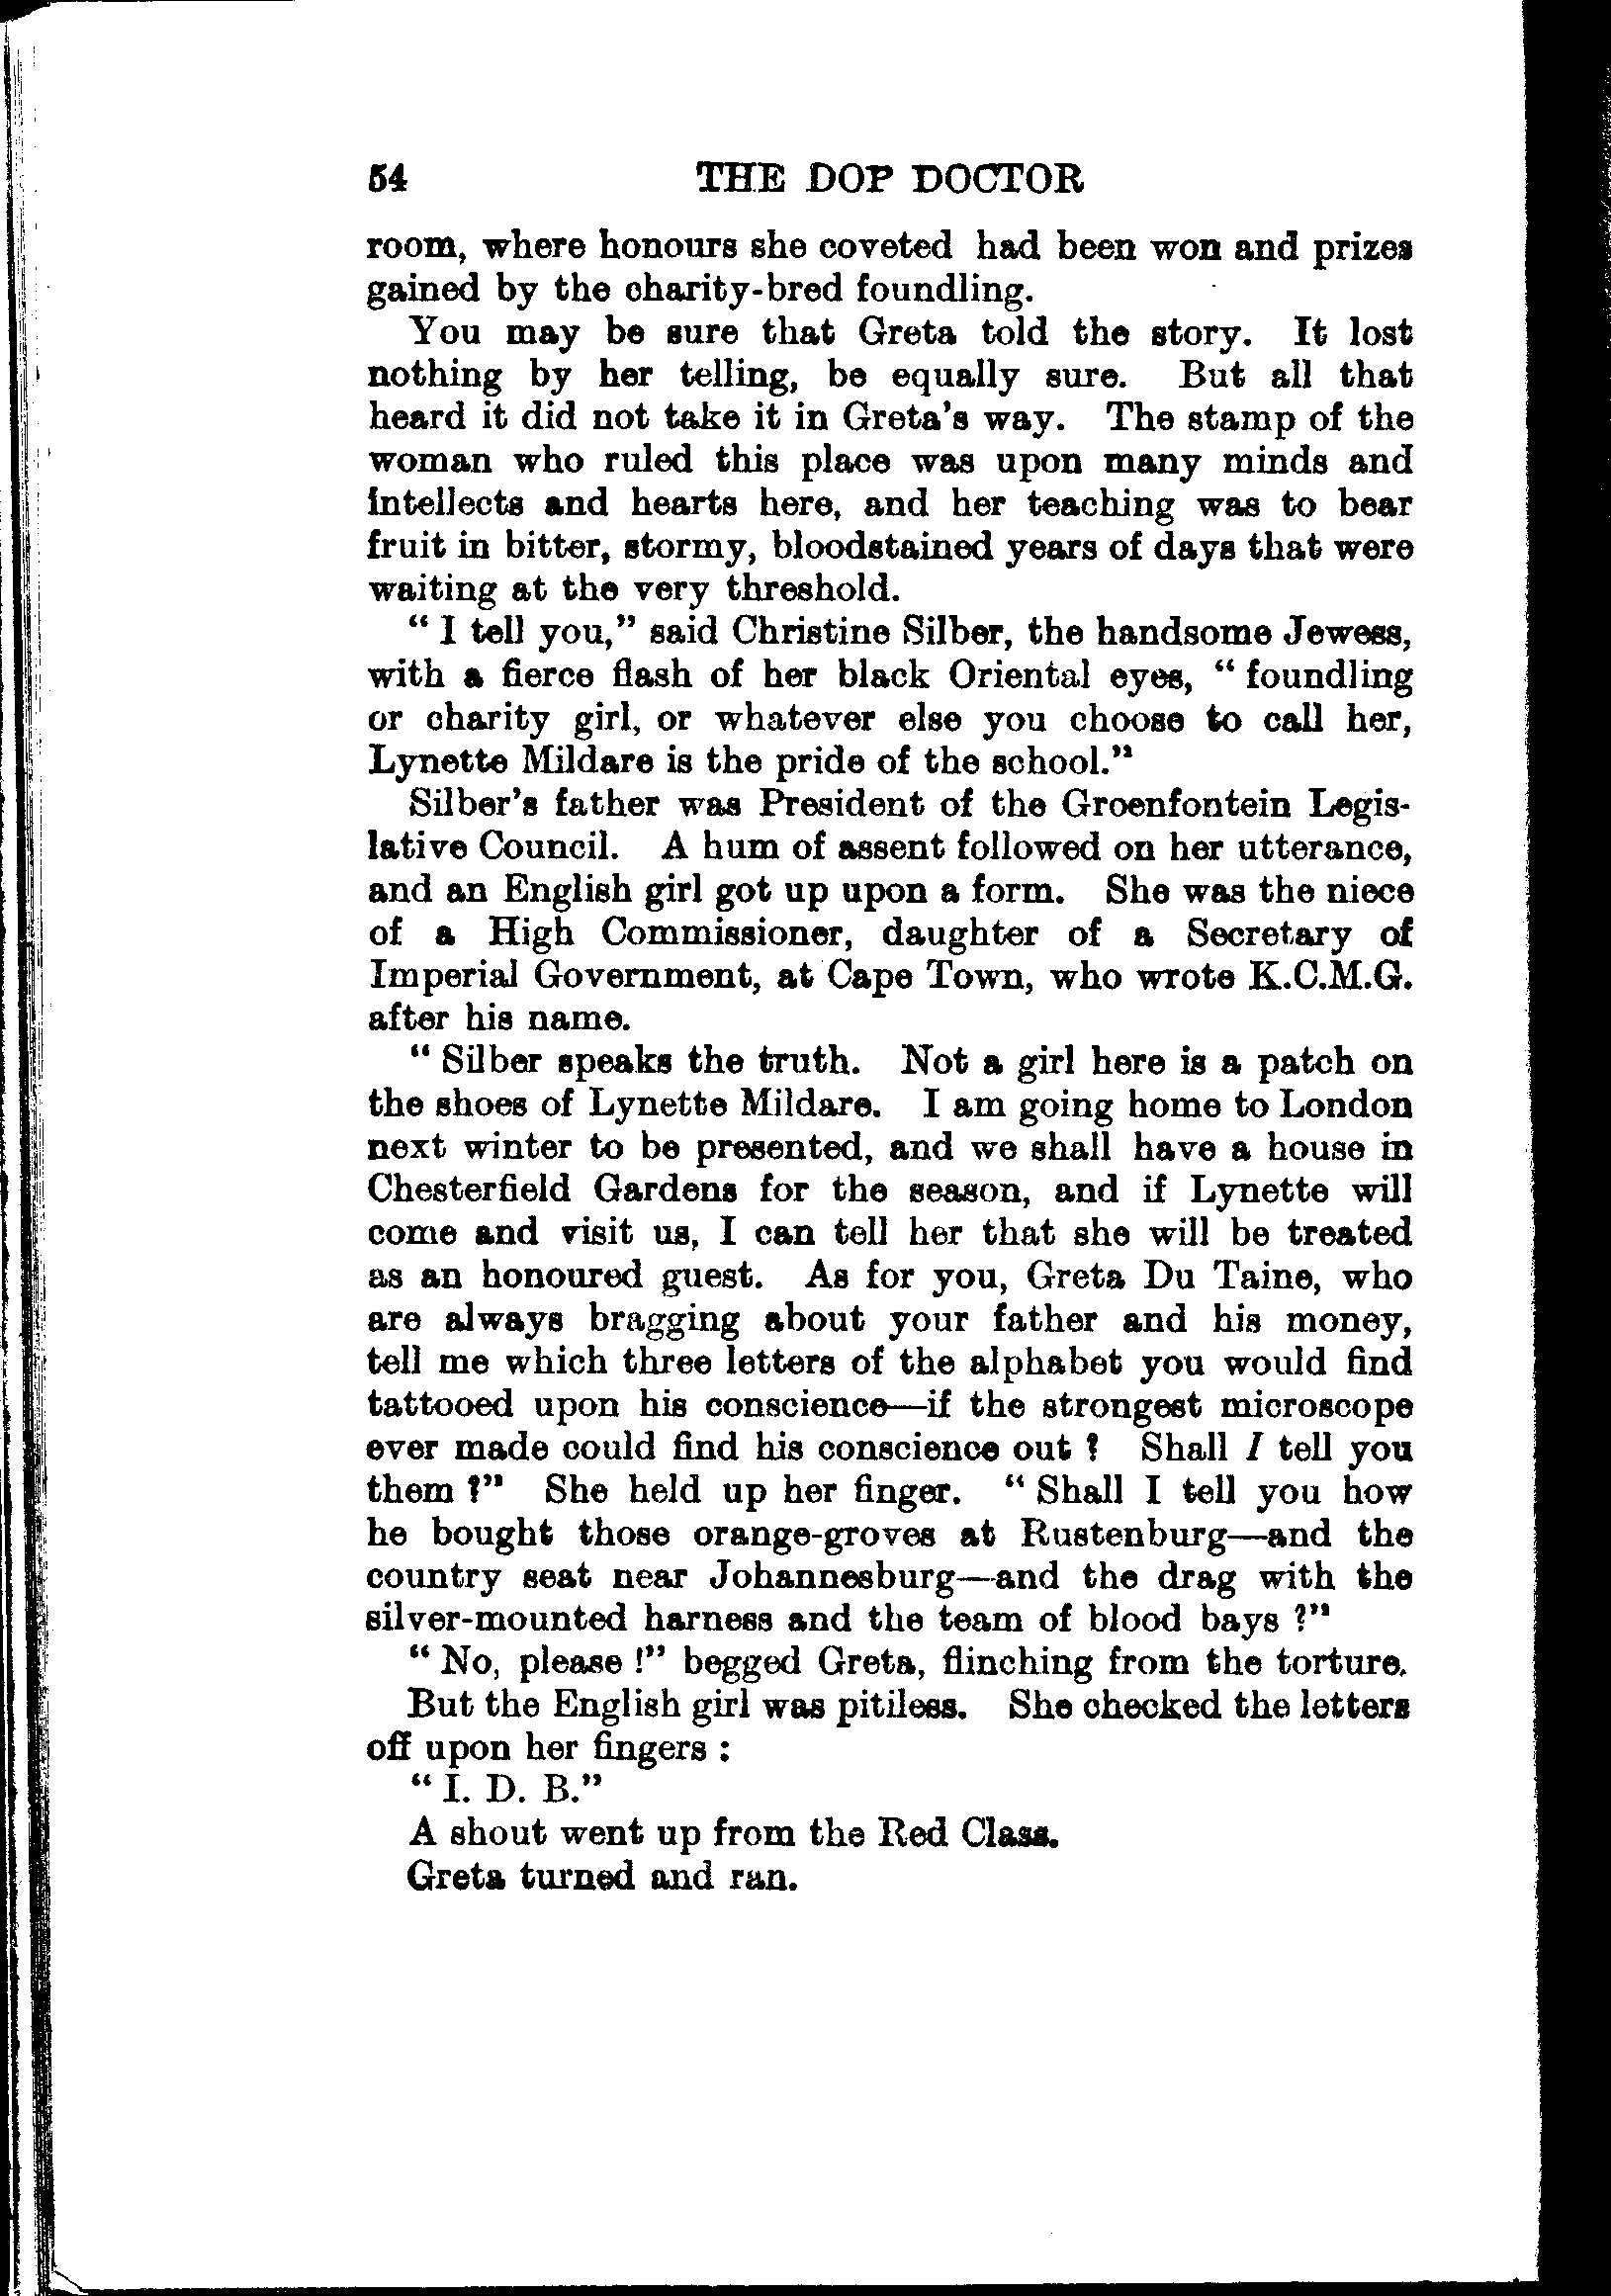 54 THE DOP DOCTOR
room, where honours she coveted had been won and prizes
gained by the charity-bred foundling.
You may be sure that Greta told the story. It lost
nothing by her telling, be equally sure. But all that
heard it did not take it in Greta's way. The stamp of the
woman who ruled this place was upon many minds and
intellects and hearts here, and her teaching was to bear
fruit in bitter, stormy, bloodstained years of days that were
waiting at the very threshold.
"I tell you," said Christine Silber, the handsome Jewess,
with a fierce flash of her black Oriental eyes, "foundling
or charity girl, or whatever else you choose to call her,
Lynette Mildare is the pride of the school."
Silber's father was President of the Groenfontein Legis-
lative Council. A hum of assent followed on her utterance,
and an English girl got up upon a form. She was the niece
of a High Commissioner, daughter of a Secretary of
Imperial Government, at Cape Town, who wrote K.C.M.G.
after his name.
"Silber speaks the truth. Not a girl here is a patch on
the shoes of Lynette Mildare. I am going home to London
next winter to be presented, and we shall have a house in
Chesterfield Gardens for the season, and if Lynette will
come and visit us, I can tell her that she will be treated
as an honoured guest. As for you, Greta Du Taine, who
are always bragging about your father and his money,
tell me which three letters of the alphabet you would find
tattooed upon his conscience—if the strongest microscope
ever made could find his conscience out ? Shall I tell you
them ?" She held up her finger. "Shall I tell you how
he bought those orange-groves at Rustenburg—and the
country seat near Johannesburg—and the drag with the
silver-mounted harness and the team of blood bays ?"
"No, please !" begged Greta, flinching from the torture.
But the English girl was pitiless. She checked the letters
off upon her fingers :
"I. D. B."
A shout went up from the Red Class.
Greta turned and ran.